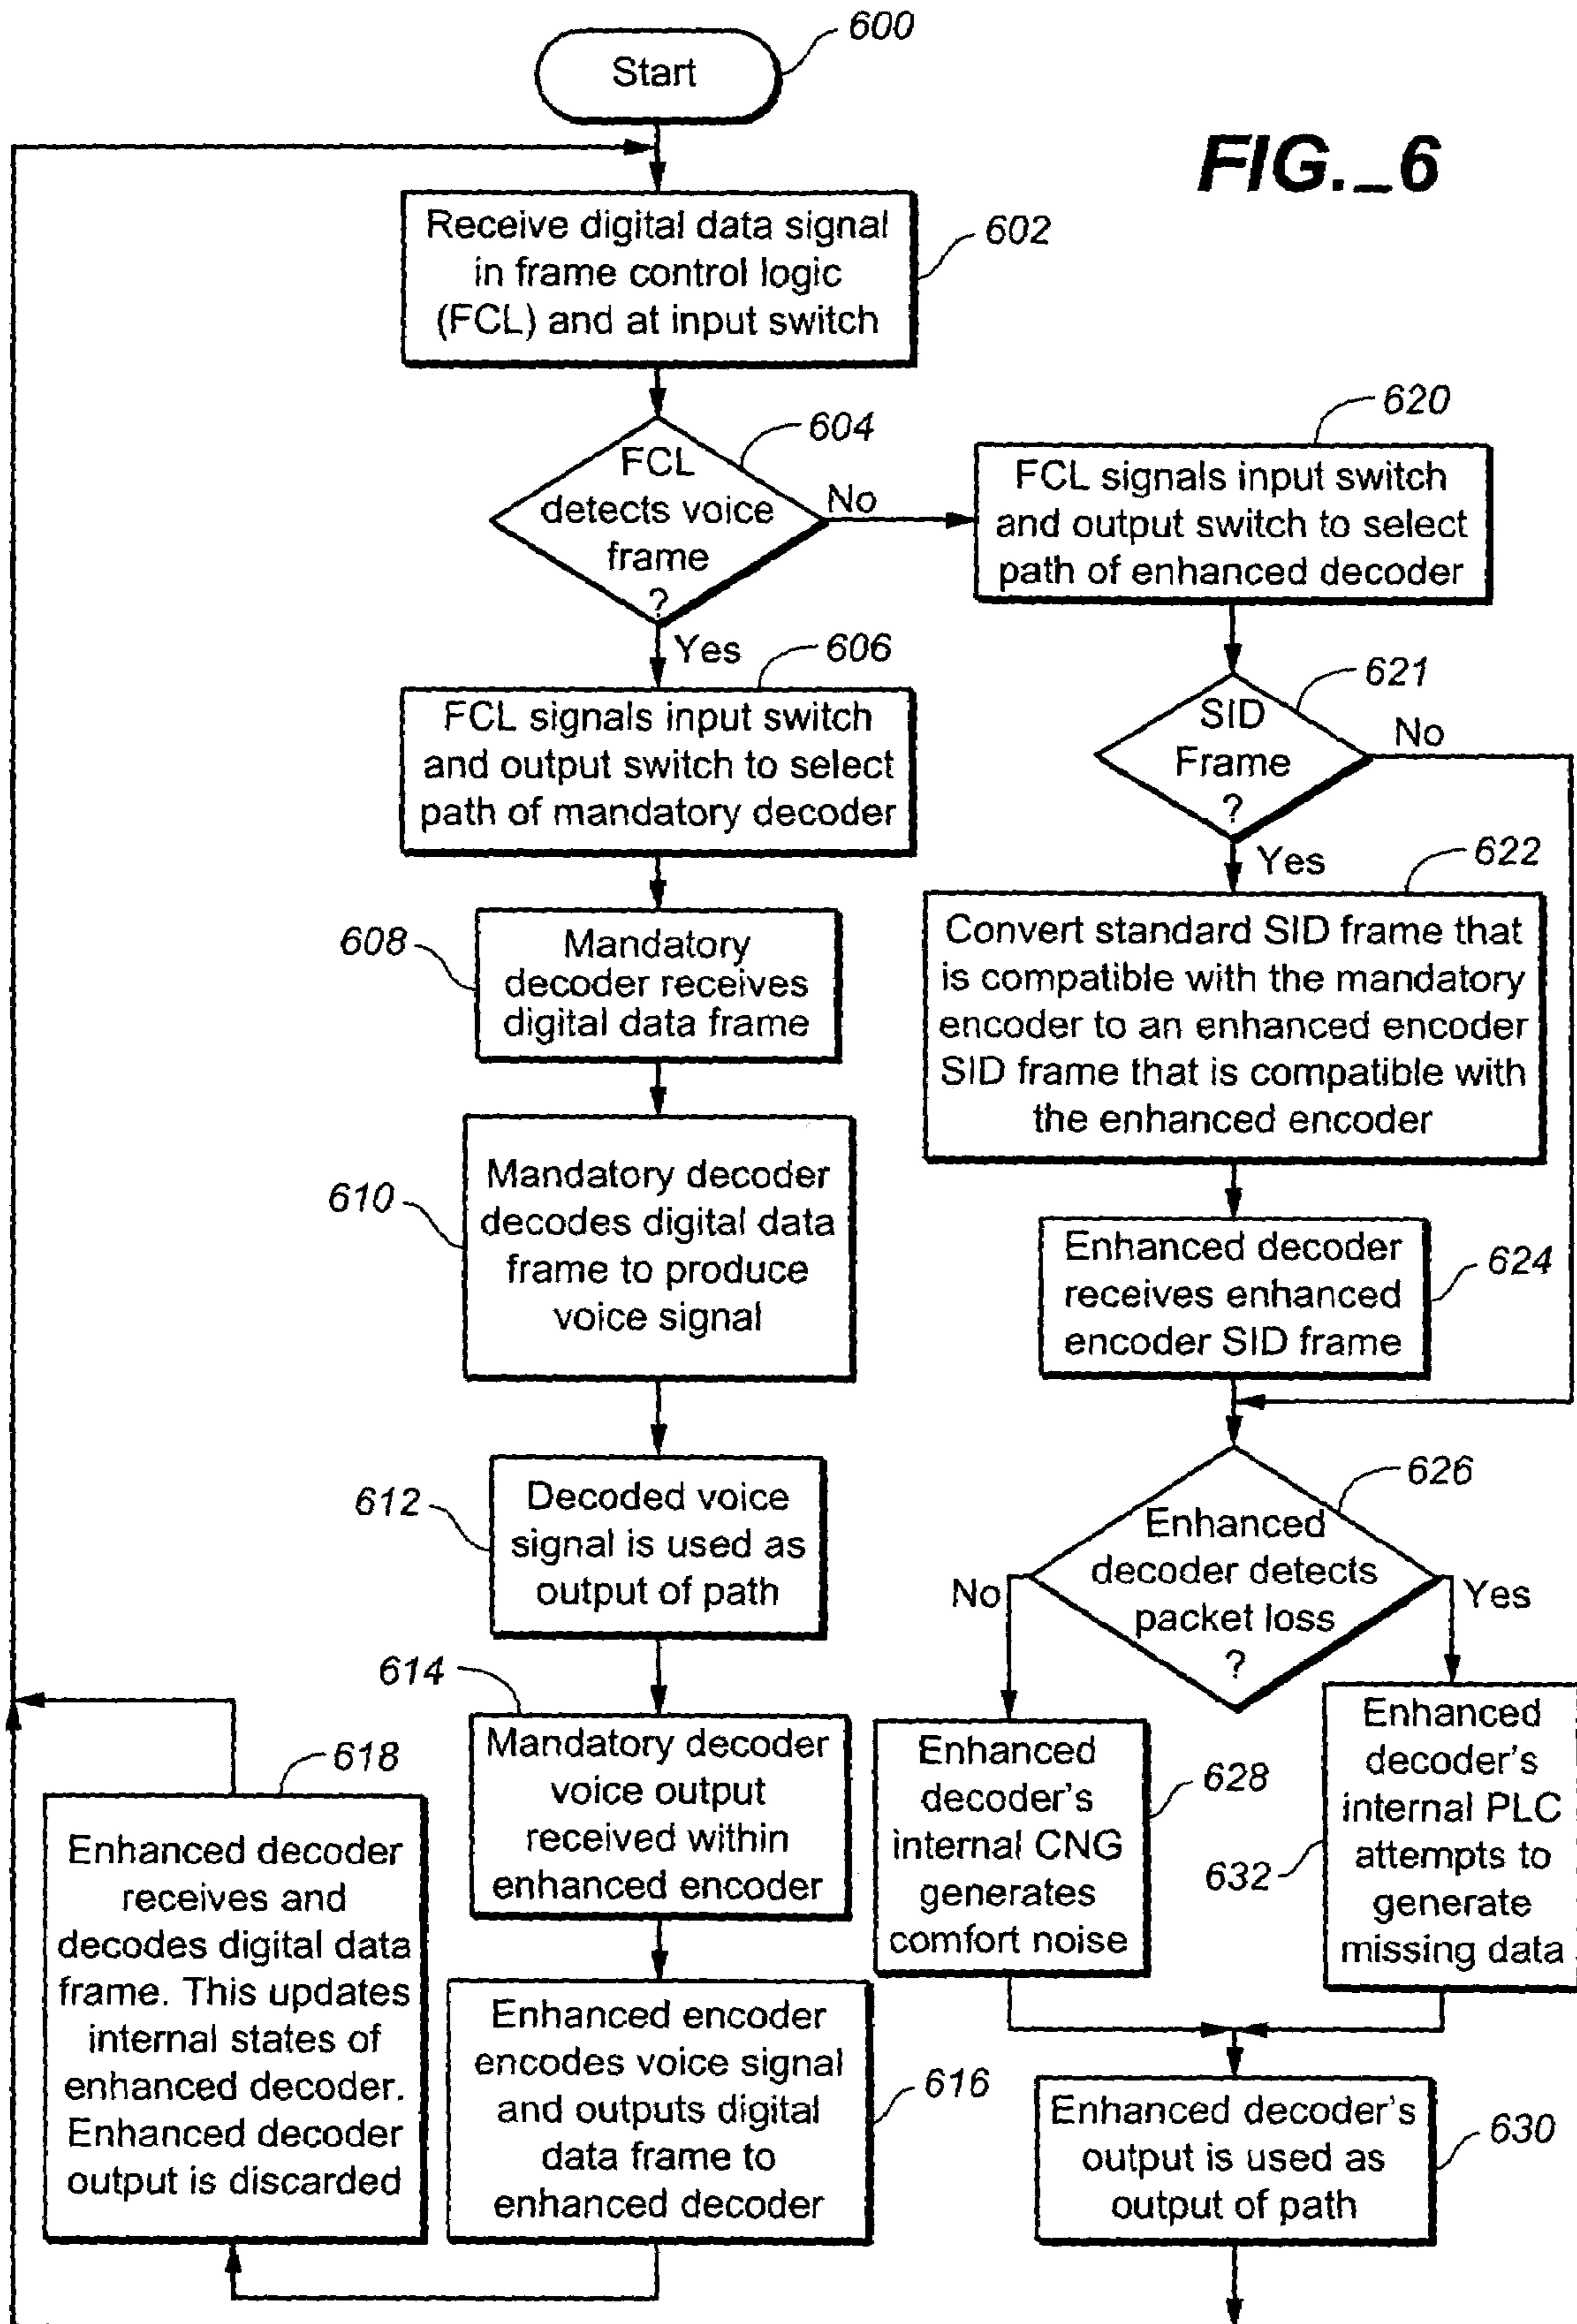 600
Start
FIG._6
Receive digital data signal
in frame control logic
(FCL) and at input switch
602
604
FCL
detects voice
frame
?
No
Yes
606
FCL signals input switch
and output switch to select
path of mandatory decoder
608
Mandatory
decoder receives
digital data frame
610
Mandatory decoder
decodes digital data
frame to produce
voice signal
612
Decoded voice
signal is used as
output of path
614
Mandatory decoder
voice output
received within
enhanced encoder
Enhanced encoder
encodes voice signal
and outputs digital
data frame to
enhanced decoder
616
618
Enhanced decoder
receives and
decodes digital data
frame. This updates
internal states of
enhanced decoder.
Enhanced decoder
output is discarded
620
FCL signals input switch
and output switch to select
path of enhanced decoder
621
SID
Frame
?
No
Yes
622
Convert standard SID frame that
is compatible with the mandatory
encoder to an enhanced encoder
SID frame that is compatible with
the enhanced encoder
Enhanced decoder
receives enhanced
encoder SID frame
624
626
Enhanced
decoder detects
packet loss
?
No
Yes
Enhanced
decoder's
internal CNG
generates
comfort noise
628
Enhanced
decoder's
internal PLC
attempts to
generate
missing data
632
Enhanced decoder's
output is used as
output of path
630